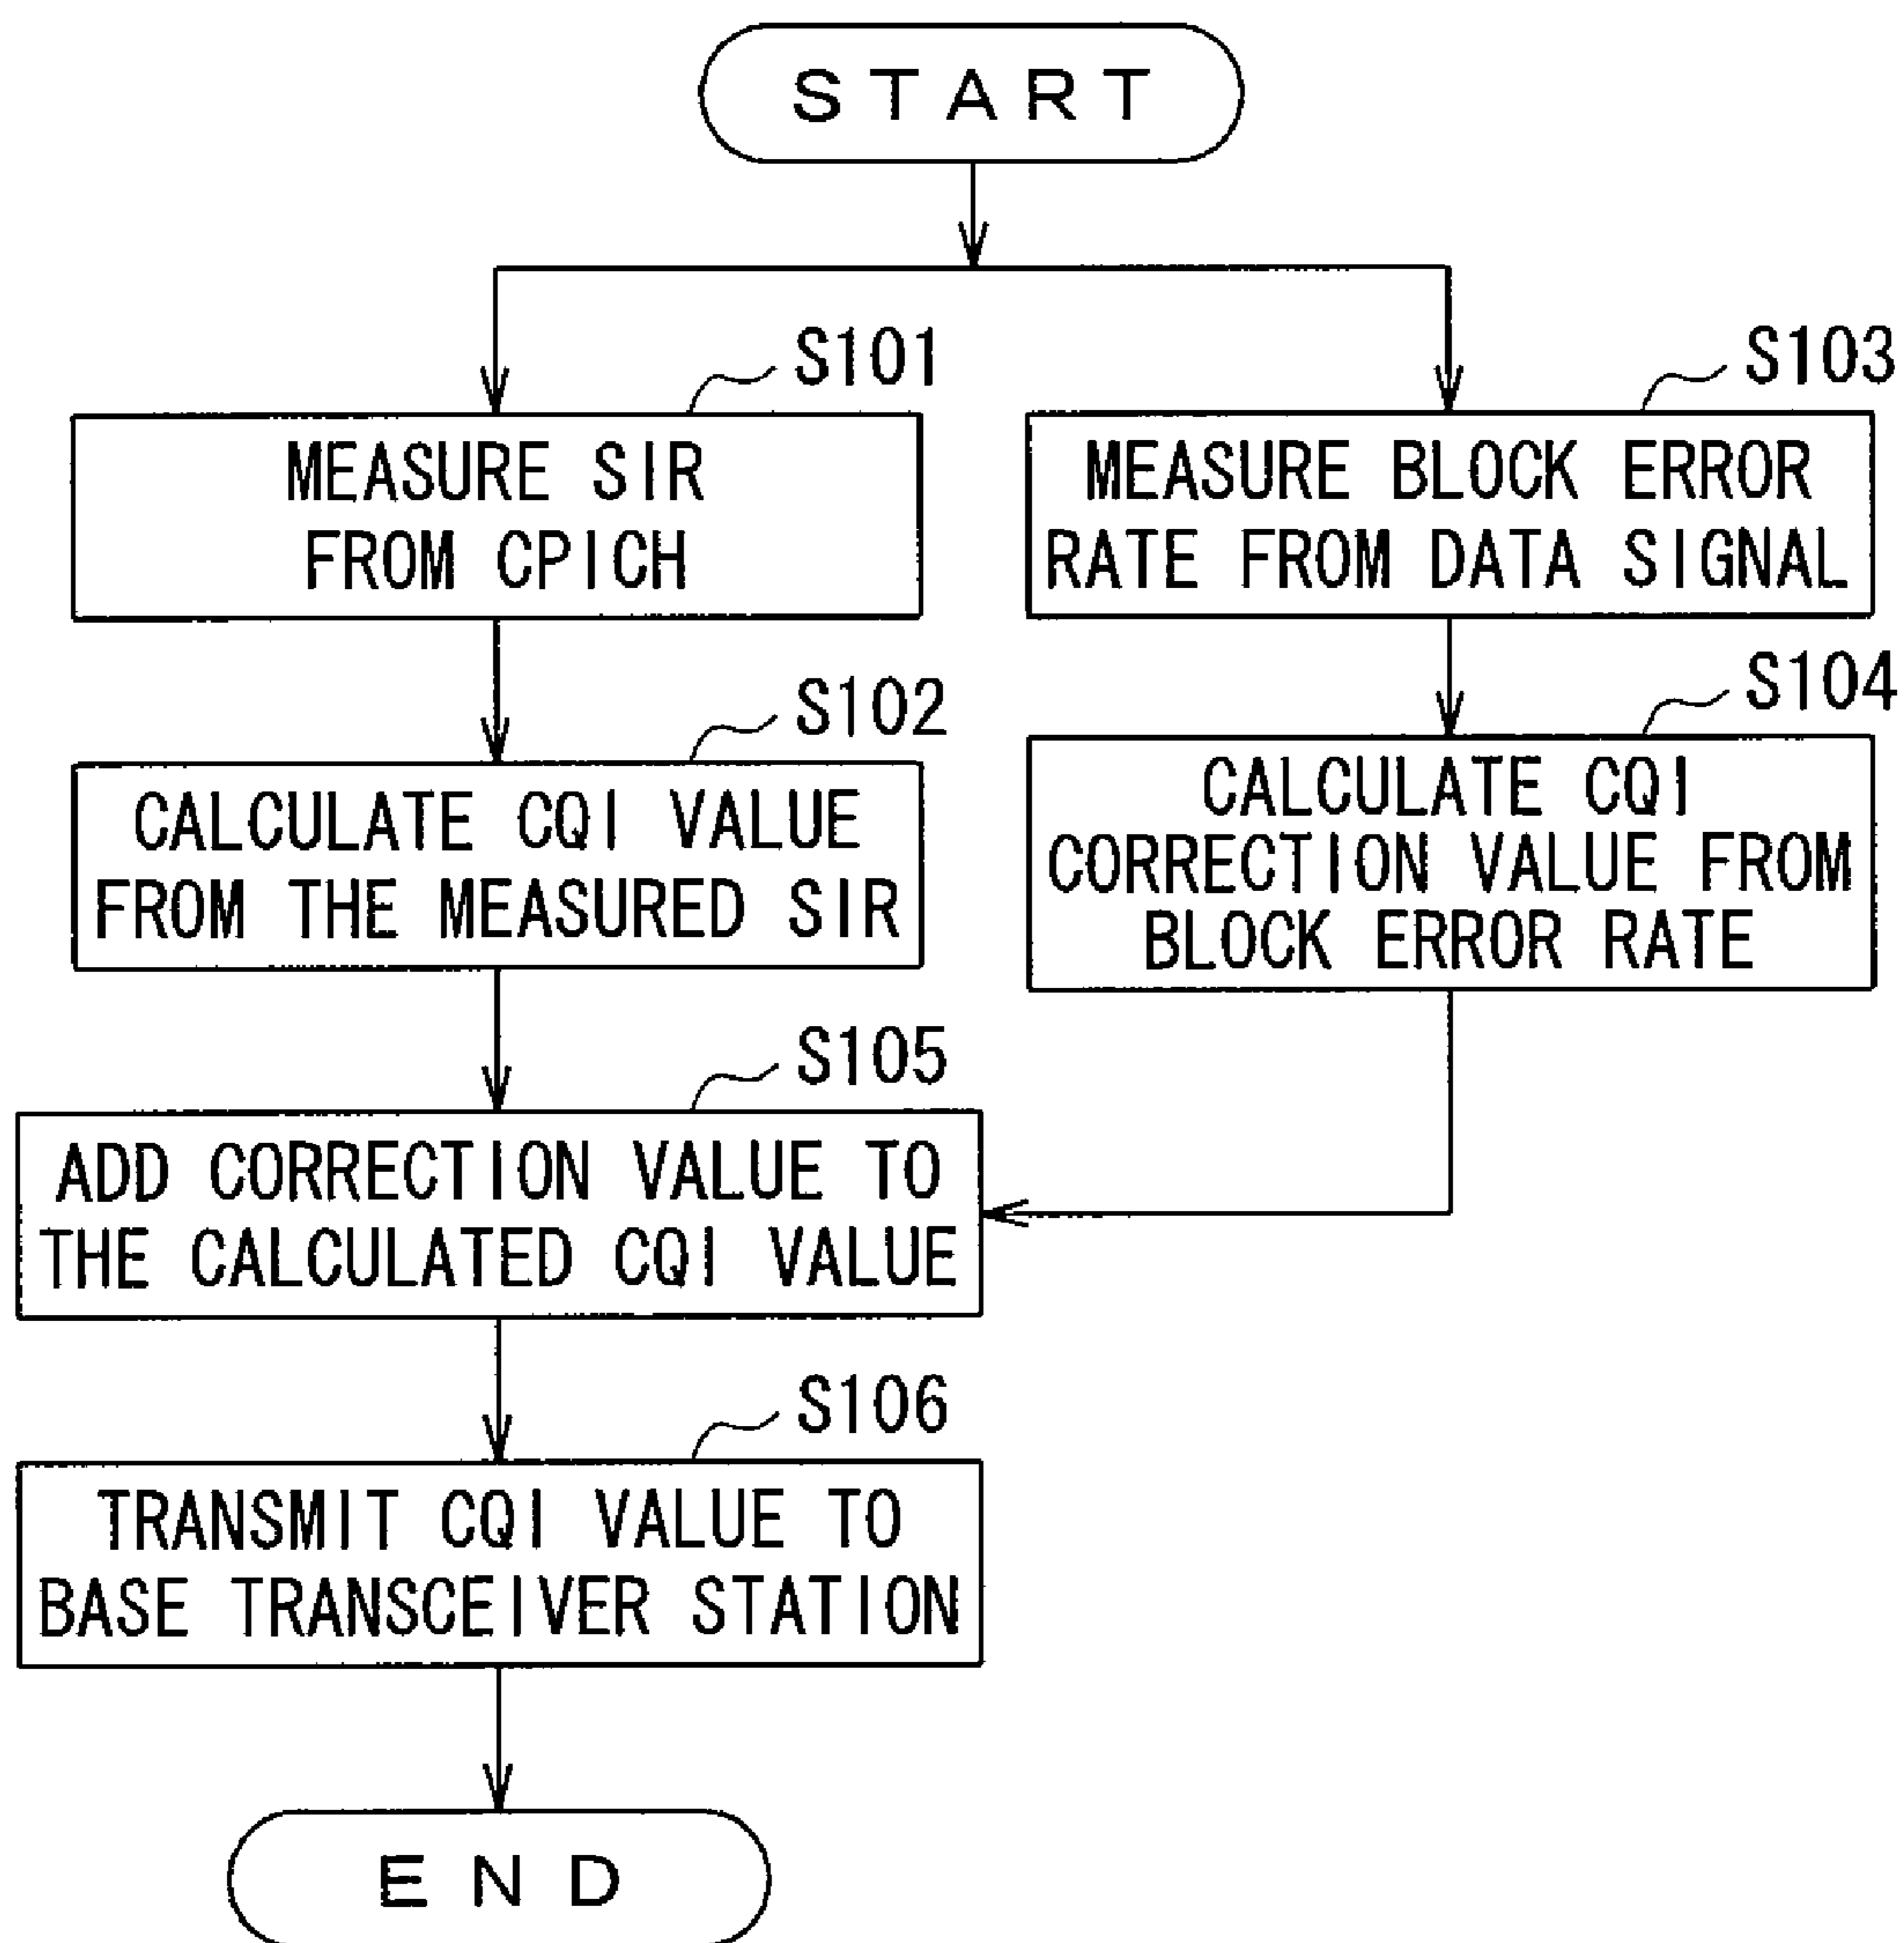 START
S101
MEASURE SIR
FROM CPICH
S103
MEASURE BLOCK ERROR
RATE FROM DATA SIGNAL
S102
CALCULATE CQI VALUE
FROM THE MEASURED SIR
S104
CALCULATE CQI
CORRECTION VALUE FROM
BLOCK ERROR RATE
S105
ADD CORRECTION VALUE TO
THE CALCULATED CQI VALUE
S106
TRANSMIT CQI VALUE TO
BASE TRANSCEIVER STATION
END